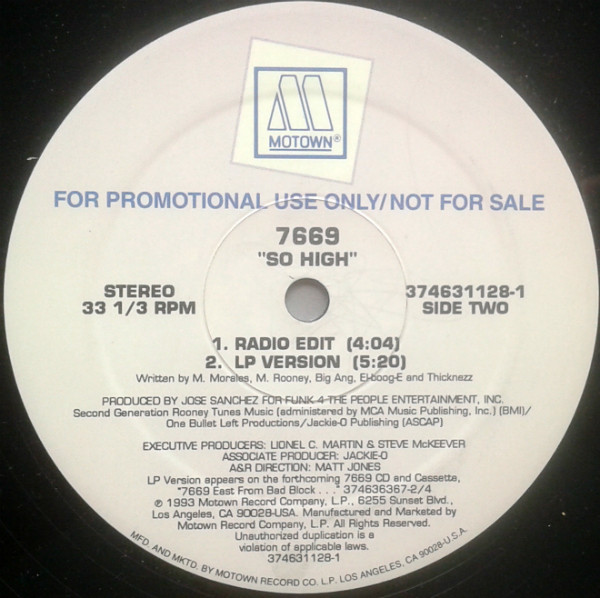 MOTOWN®
FOR PROMOTIONAL USE ONLY/NOT FOR SALE
7669
"SO HIGH"
STEREO
33 1/3 RPM
374631128-1
SIDE TWO
1. RADIO EDIT (4:04)
2. LP VERSION (5:20)
Written by M. Morales, M. Rooney, Big Ang, El-boog-E and Thicknezz
PRODUCED BY JOSE SANCHEZ FOR FUNK 4 THE PEOPLE ENTERTAINMENT, INC.
Second Generation Rooney Tunes Music (administered by MCA Music Publishing, Inc.) (BMI)/
One Bullet Left Productions/Jackie-O Publishing (ASCAP)
EXECUTIVE PRODUCERS: LIONEL C. MARTIN & STEVE McKEEVER
ASSOCIATE PRODUCER: JACKIE-O
A&R DIRECTION: MATT JONES
LP Version appears on the forthcoming 7669 CD and Cassetta,
"7669 East From Bad Block . . ." 374636367-2/4
℗ 1993 Motown Record Company, L.P., 6255 Sunset Blvd.,
Los Angeles, CA 90028-USA. Manufactured and Marketed by
Motown Record Company, L.P. All Rights Reserved.
Unauthorized duplication is a
violation of applicable laws.
374631128-1
MFD. AND MKTD. BY MOTOWN RECORD CO. L.P. LOS ANGELES, CA 90028-U.S.A.